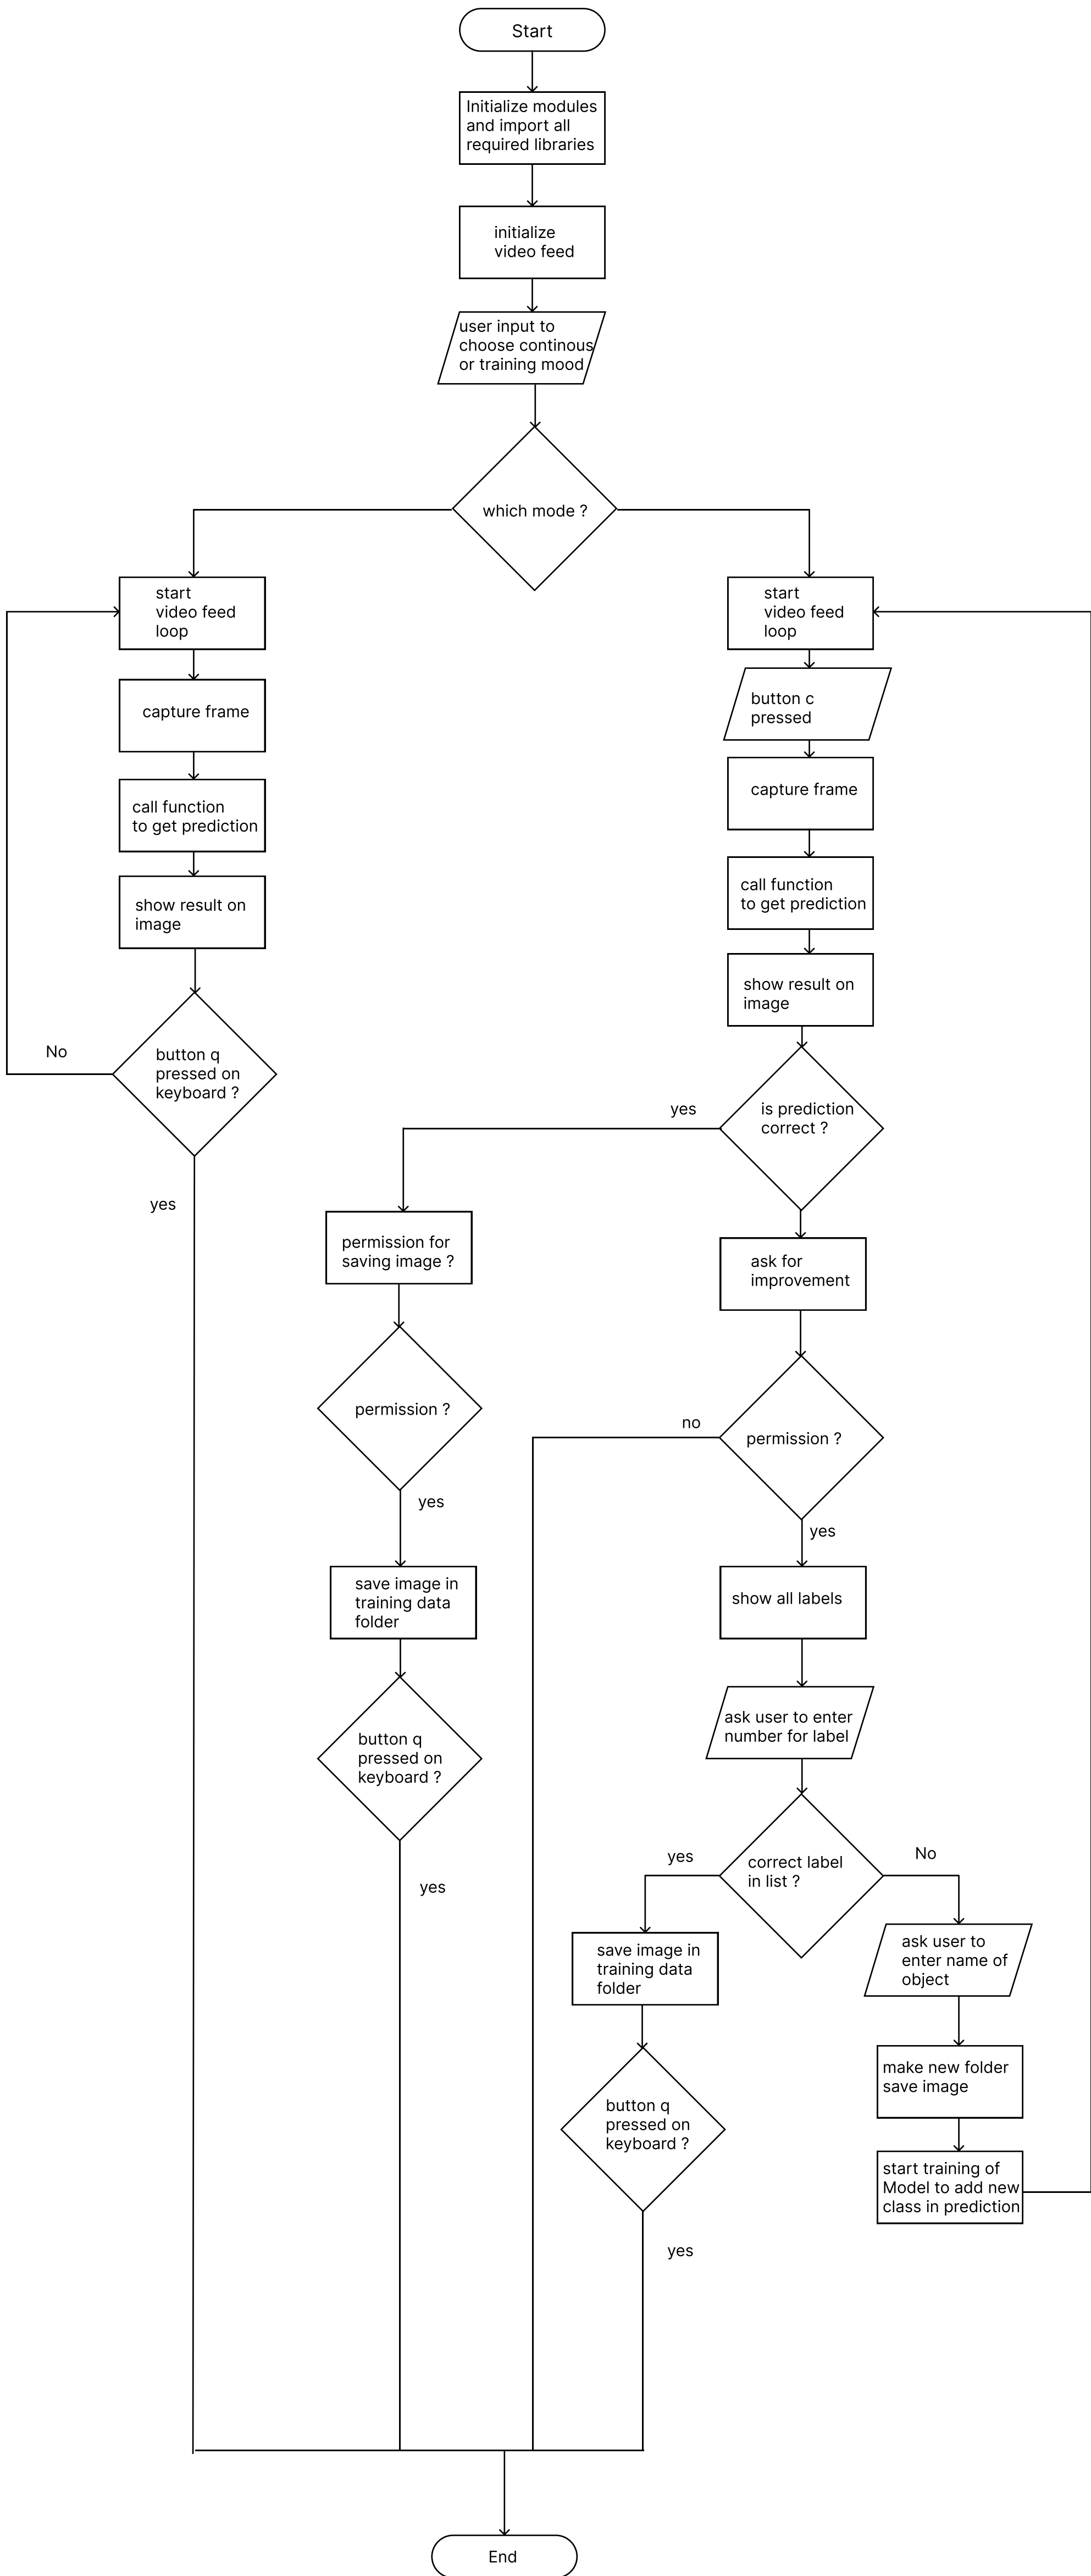 Start
Initialize modules
and import all
required libraries
initialize
video feed
user input to
choose continous
or training mood
which mode ?
start
video feed
loop
capture frame
call function
to get prediction
show result on
image
button q
pressed on
keyboard ?
No
yes
start
video feed
loop
button c
pressed
capture frame
call function
to get prediction
show result on
image
is prediction
correct ?
yes
permission for
saving image ?
permission ?
yes
save image in
training data
folder
button q
pressed on
keyboard ?
yes
ask for
improvement
permission ?
no
yes
show all labels
ask user to enter
number for label
correct label
in list ?
yes
No
save image in
training data
folder
button q
pressed on
keyboard ?
yes
ask user to
enter name of
object
make new folder
save image
start training of
Model to add new
class in prediction
End